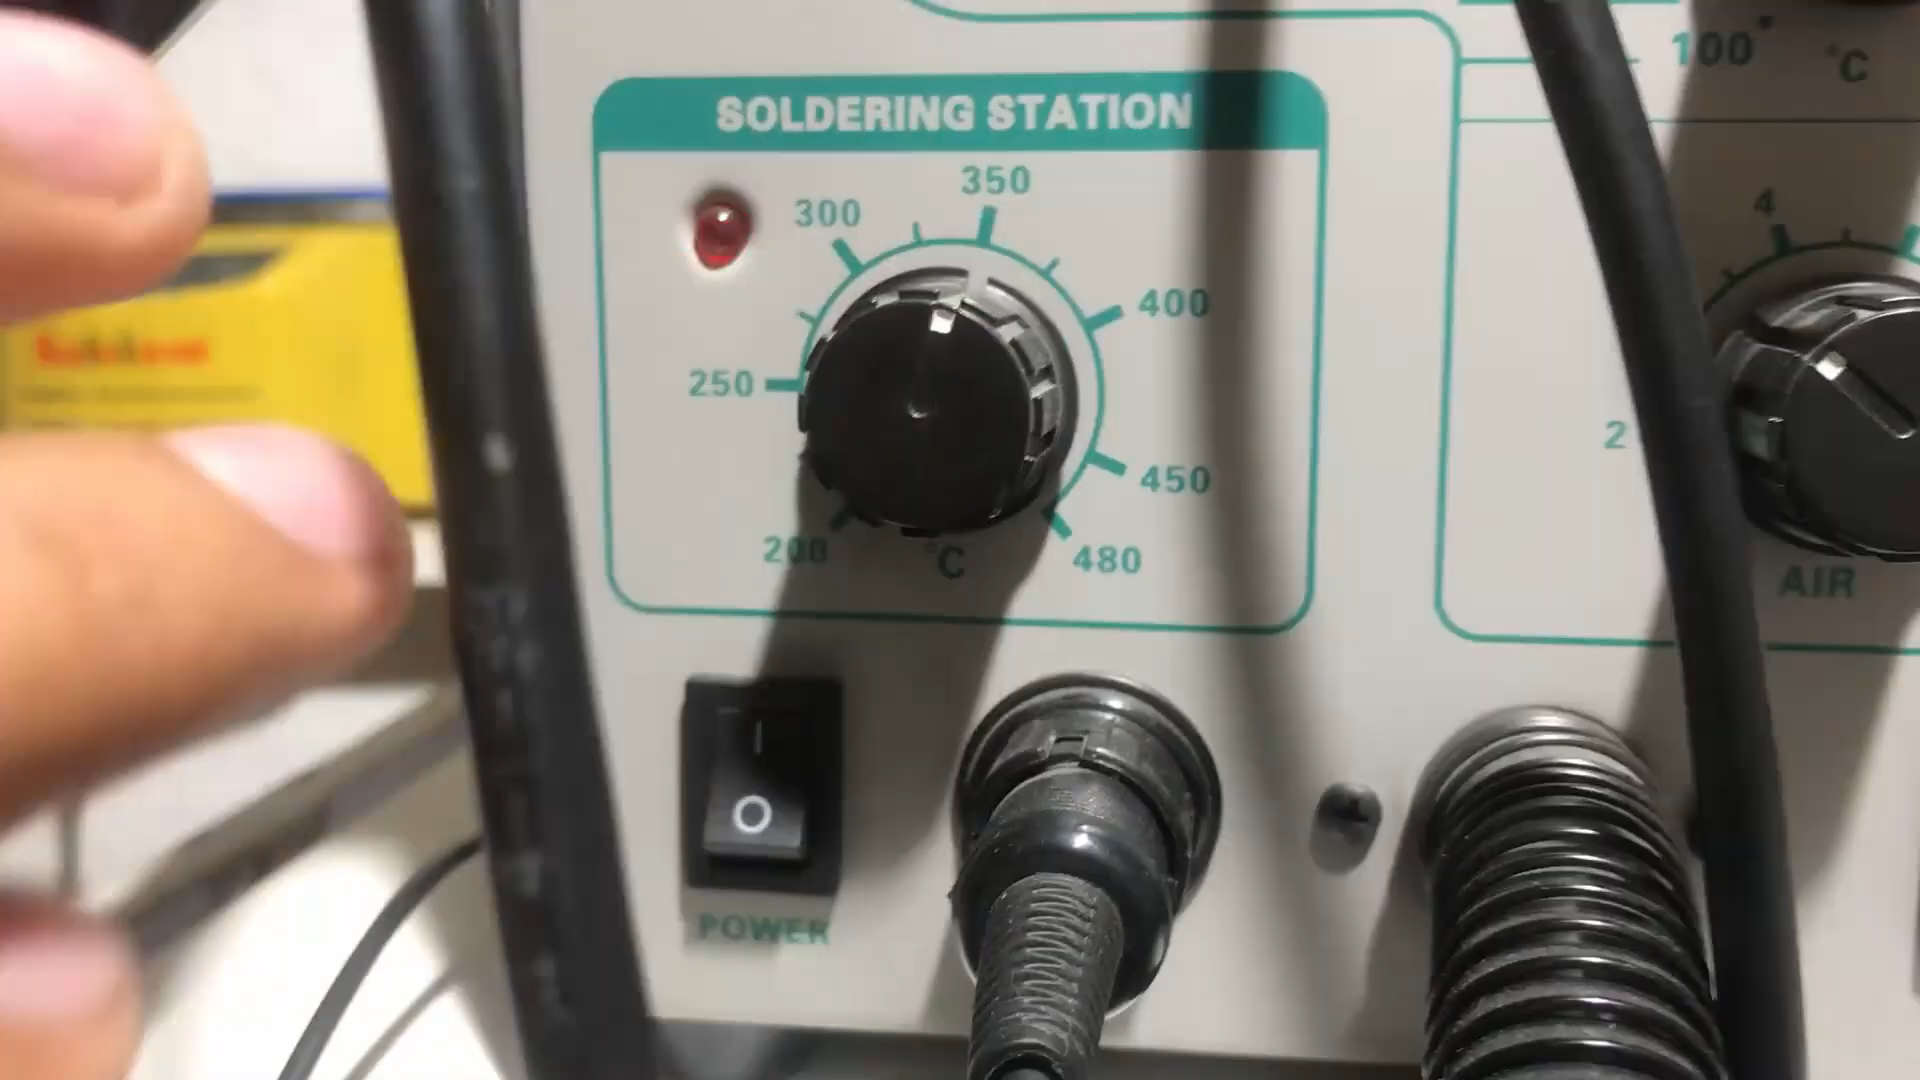 100°
°C
SOLDERING STATION
350
300
400
250
450
200
°C
480
4
2
AIR
I
O
POWER